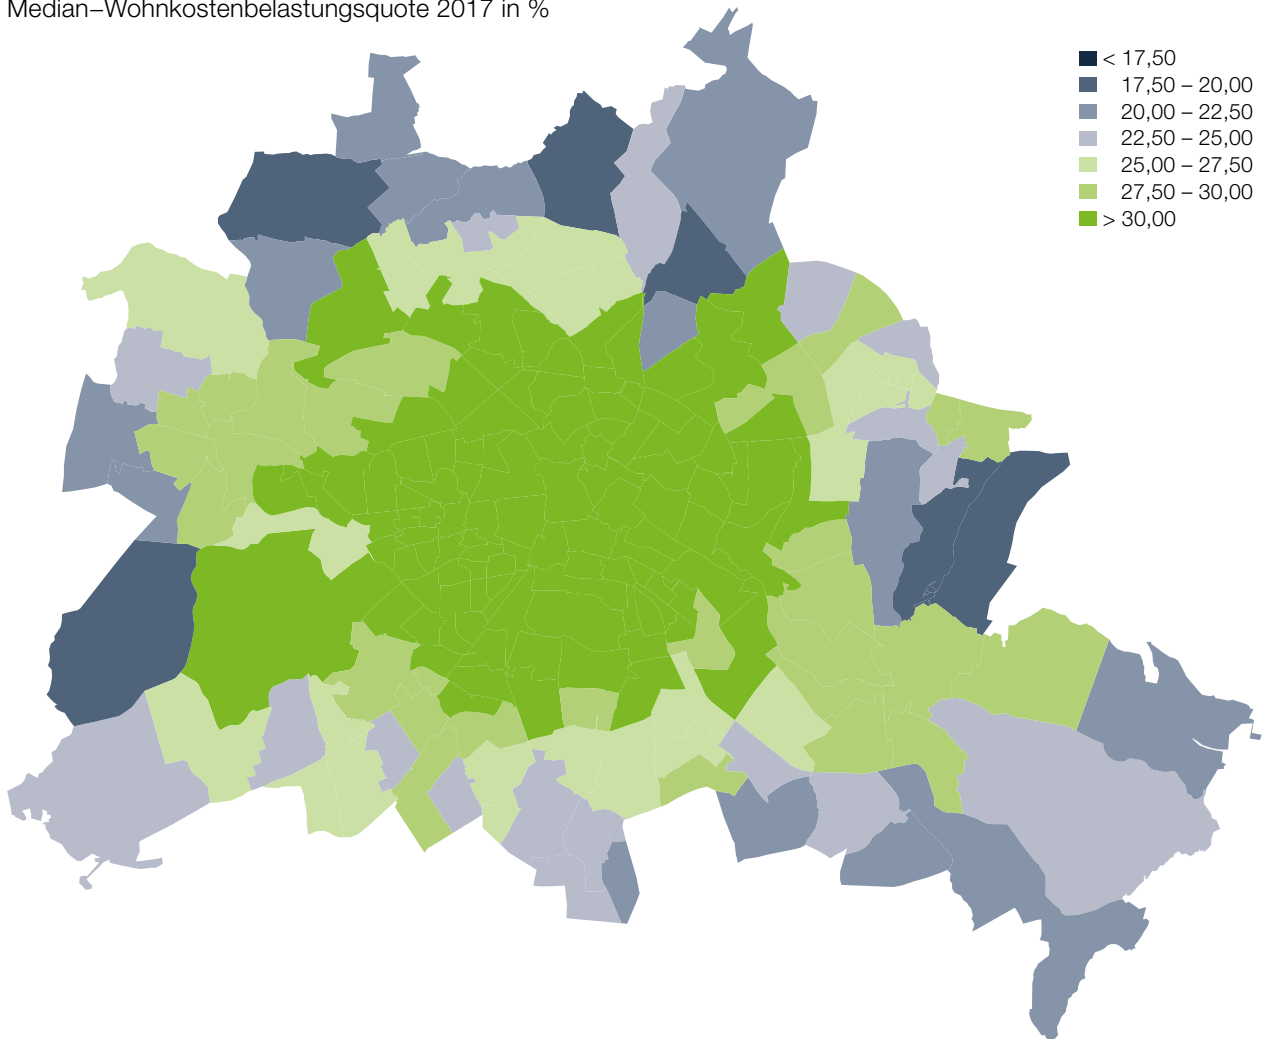 Median–Wohnkostenbelastungsquote 2017 in %
< 17,50
17,50 – 20,00
20,00 – 22,50
22,50 – 25,00
25,00 – 27,50
27,50 – 30,00
> 30,00